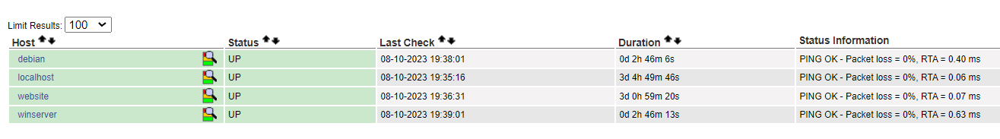 Limit Results: 100
Host Status Last Check Duration Status Information
debian UP 08-10-2023 19:38:01 0d 2h 46m 6s PING OK - Packet loss = 0%, RTA = 0.40 ms
localhost UP 08-10-2023 19:35:16 3d 4h 49m 46s PING OK - Packet loss = 0%, RTA = 0.06 ms
website UP 08-10-2023 19:36:31 3d 0h 59m 20s PING OK - Packet loss = 0%, RTA = 0.07 ms
winserver UP 08-10-2023 19:39:01 0d 2h 46m 13s PING OK - Packet loss = 0%, RTA = 0.63 ms